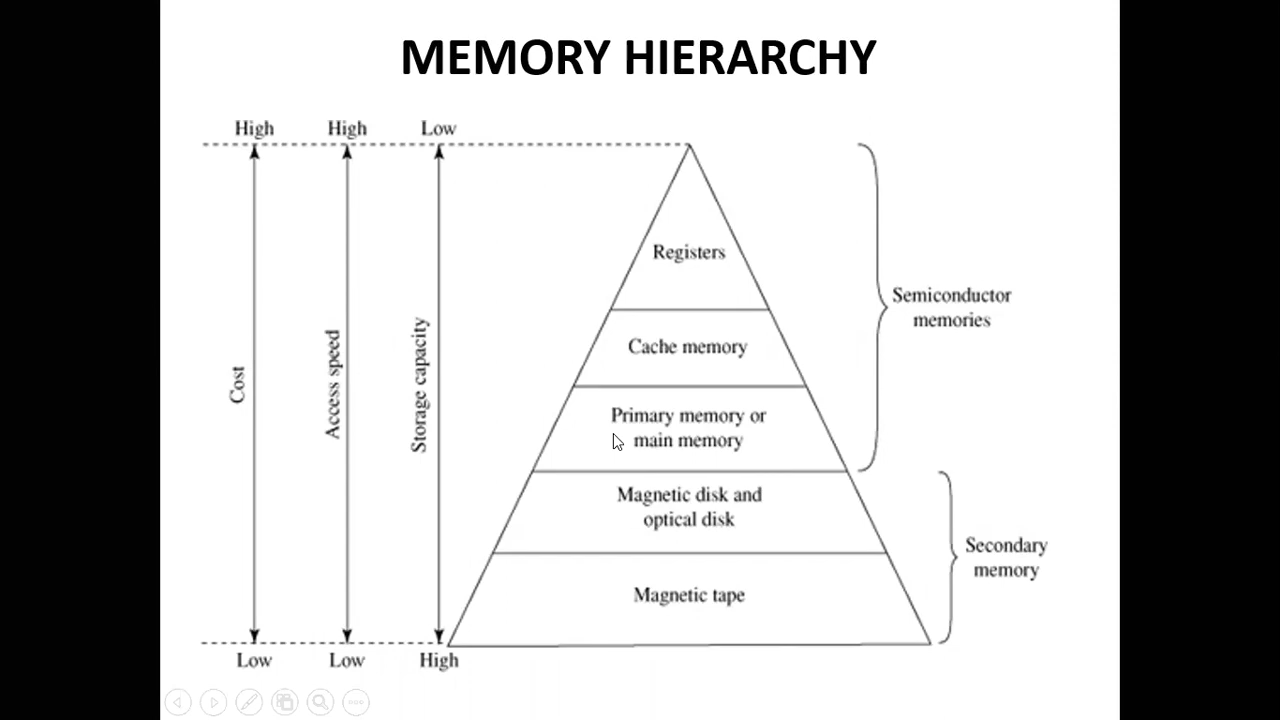 MEMORY HIERARCHY
High
High
Low
Cost
Access speed
Storage capacity
Registers
Cache memory
Primary memory or
main memory
Magnetic disk and
optical disk
Magnetic tape
Semiconductor
memories
Secondary
memory
Low
Low
High